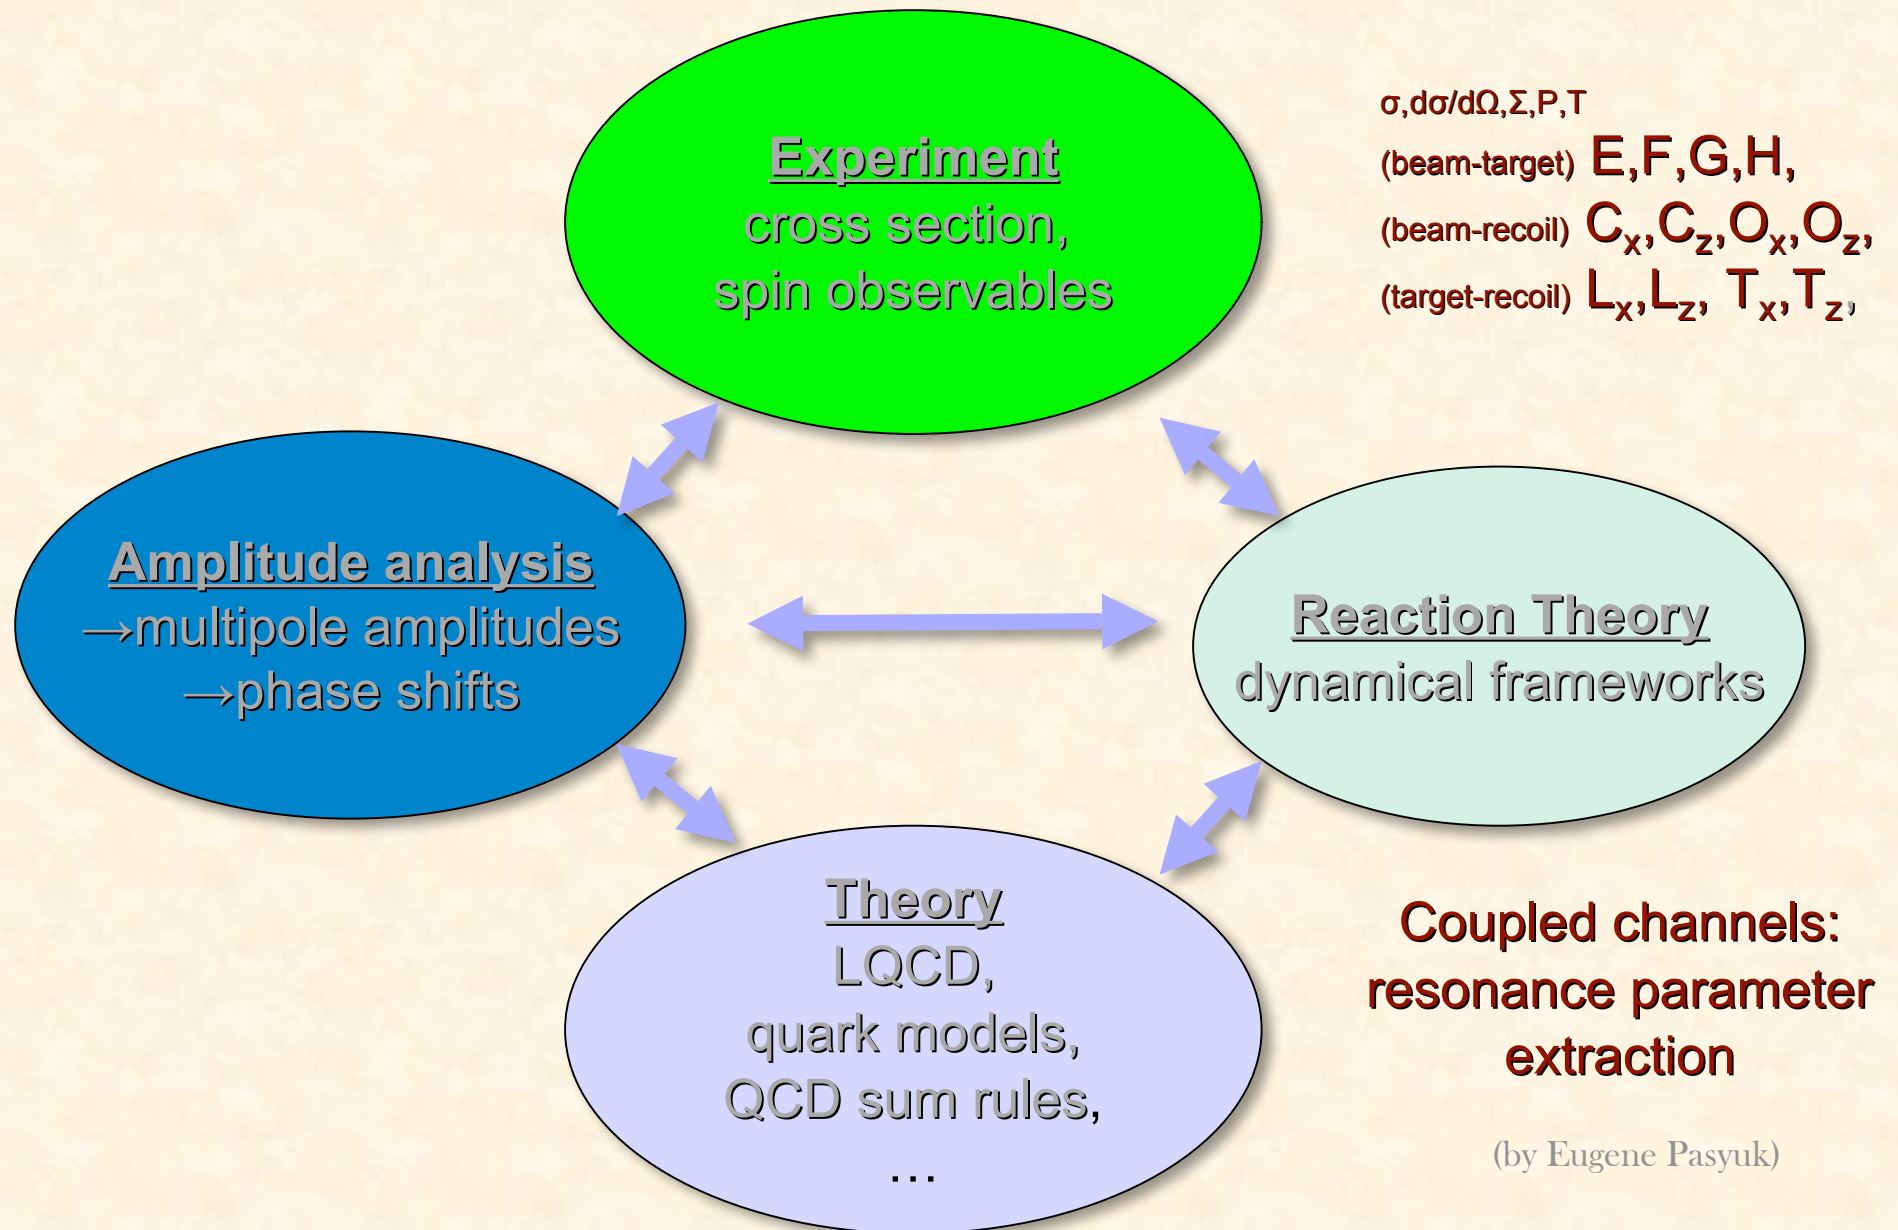 Experiment
cross section,
spin observables
σ,dσ/dΩ,Σ,P,T
(beam-target) E,F,G,H,
(beam-recoil) Cx,Cz,Ox,Oz,
(target-recoil) Lx,Lz, Tx,Tz,
Amplitude analysis
→multipole amplitudes
→phase shifts
Reaction Theory
dynamical frameworks
Theory
LQCD,
quark models,
QCD sum rules,
…
Coupled channels:
resonance parameter
extraction
(by Eugene Pasyuk)